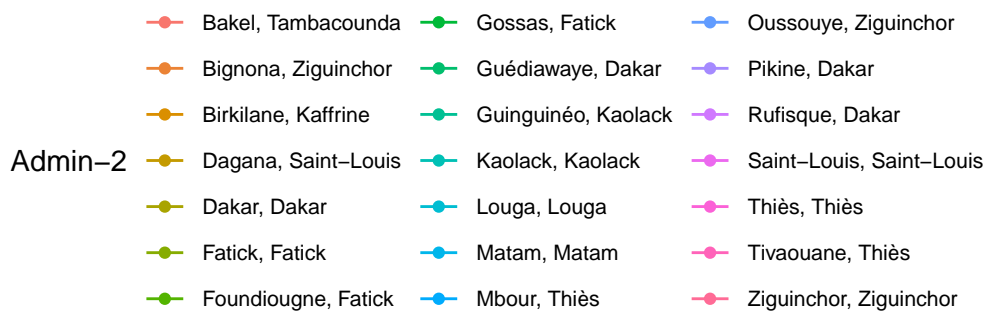 Admin−2
Bakel, Tambacounda
Bignona, Ziguinchor
Birkilane, Kaffrine
Dagana, Saint−Louis
Dakar, Dakar
Fatick, Fatick
Foundiougne, Fatick
Gossas, Fatick
Guédiawaye, Dakar
Guinguinéo, Kaolack
Kaolack, Kaolack
Louga, Louga
Matam, Matam
Mbour, Thiès
Oussouye, Ziguinchor
Pikine, Dakar
Rufisque, Dakar
Saint−Louis, Saint−Louis
Thiès, Thiès
Tivaouane, Thiès
Ziguinchor, Ziguinchor